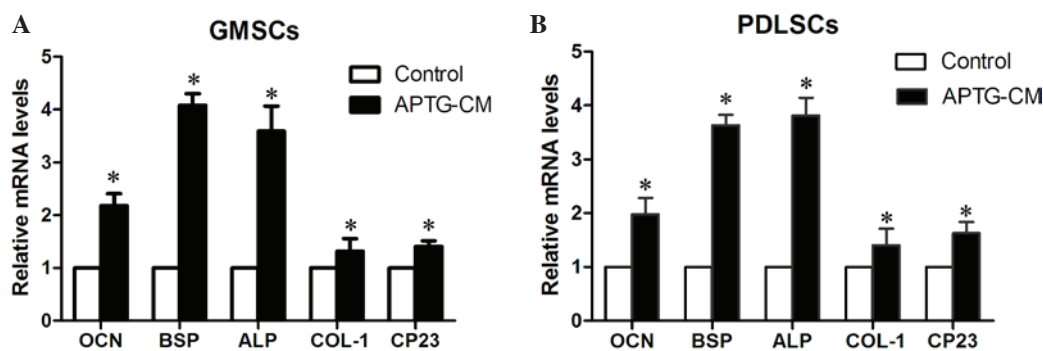 A
GMSCs
Relative mRNA levels
5
4
3
2
1
0
Control
APTG-CM
*
*
*
*
*
OCN BSP ALP COL-1 CP23
B
PDLSCs
Relative mRNA levels
5
4
3
2
1
0
Control
APTG-CM
*
*
*
*
*
OCN BSP ALP COL-1 CP23